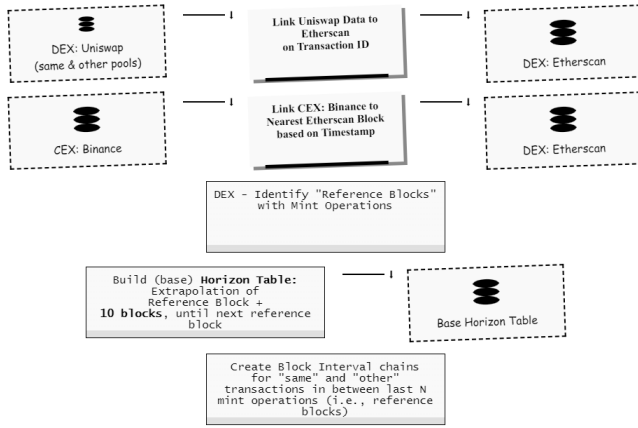 DEX: Uniswap
(same & other pools)
Link Uniswap Data to
Etherscan
on Transaction ID
DEX: Etherscan
CEX: Binance
Link CEX: Binance to
Nearest Etherscan Block
based on Timestamp
DEX: Etherscan
DEX - Identify "Reference Blocks"
with Mint Operations
Build (base) Horizon Table:
Extrapolation of
Reference Block +
10 blocks, until next reference
block
Base Horizon Table
Create Block Interval chains
for "same" and "other"
transactions in between last N
mint operations (i.e., reference
blocks)